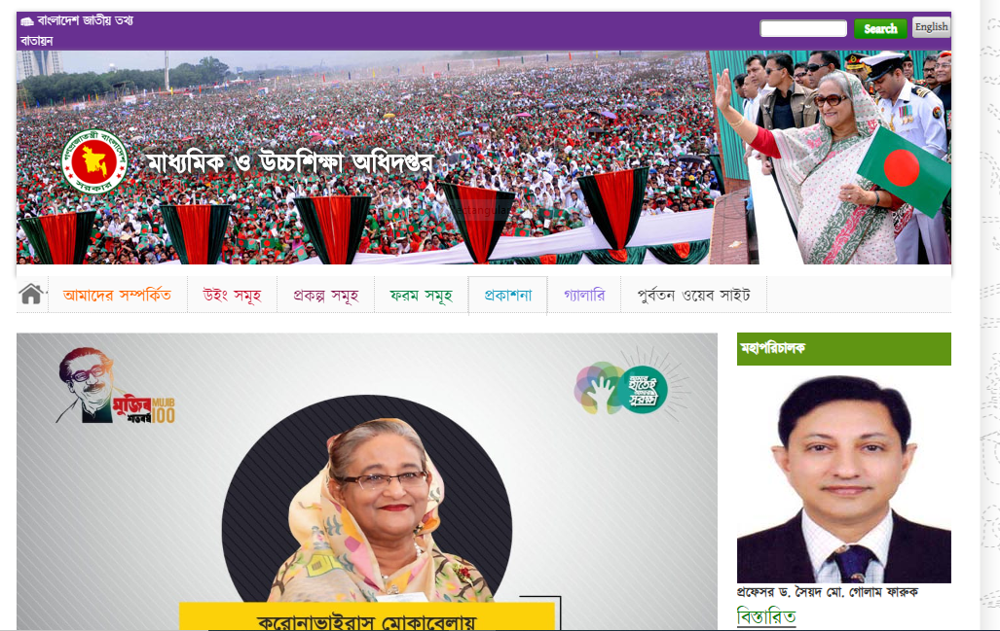 বাংলাদেশ জাতীয় তথ্য
বাতায়ন
Search
English
গণপ্রজাতন্ত্রী বাংলাদেশ
সরকার
মাধ্যমিক ও উচ্চশিক্ষা অধিদপ্তর
আমাদের সম্পর্কিত
উইং সমূহ
প্রকল্প সমূহ
ফরম সমূহ
প্রকাশনা
গ্যালারি
পুর্বতন ওয়েব সাইট
মুজিব
শতবর্ষ
MUJIB
100
আমার
হাতেই
সুরক্ষা
করোনাভাইরাস মোকাবেলায়
মহাপরিচালক
প্রফেসর ড. সৈয়দ মো. গোলাম ফারুক
বিস্তারিত